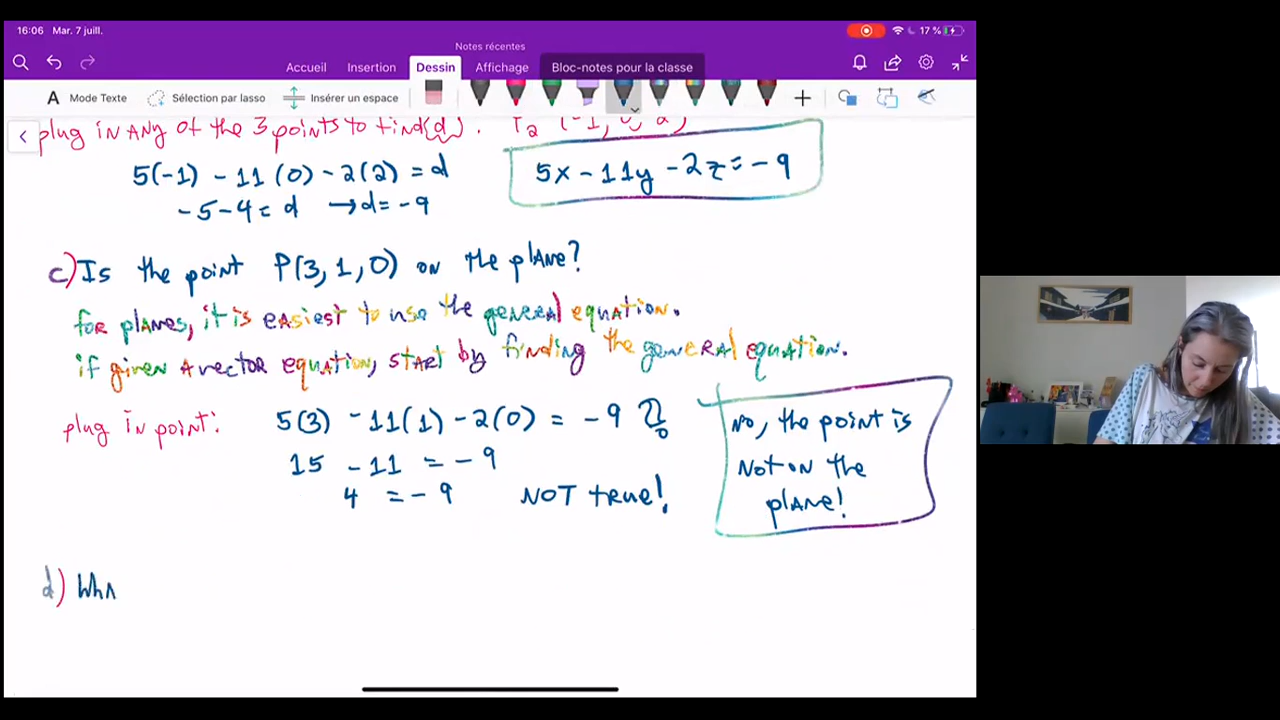 16:06 Mar. 7 juill.
17 %
Notes récentes
Accueil Insertion Dessin Affichage Bloc-notes pour la classe
A Mode Texte Sélection par lasso Insérer un espace
plug in any of the 3 points to find (d). P2 (-1, 0, 2)
5(-1) - 11(0) - 2(2) = d
5x - 11y - 2z = -9
-5 - 4 = d → d = -9
c) Is the point P(3, 1, 0) on the plane?
for planes, it is easiest to use the general equation.
if given a vector equation, start by finding the general equation.
plug in point: 5(3) - 11(1) - 2(0) = -9 ?
15 - 11 = -9
4 = -9 NOT true!
No, the point is
Not on the
plane!
d) Wha